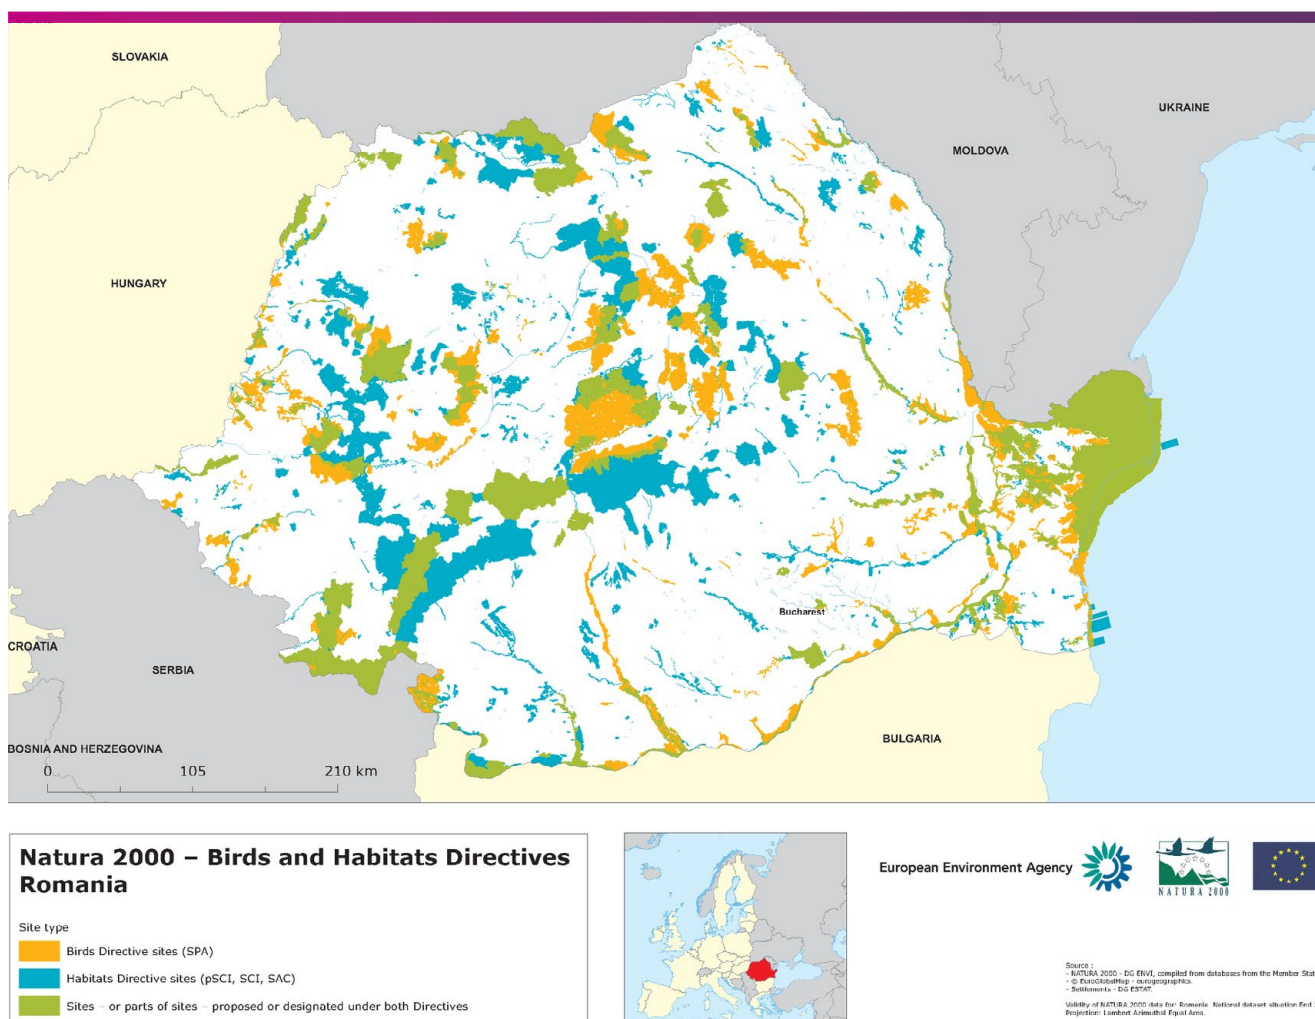 SLOVAKIA
UKRAINE
MOLDOVA
HUNGARY
Bucharest
CROATIA
SERBIA
BOSNIA AND HERZEGOVINA
BULGARIA
0 105 210 km
Natura 2000 – Birds and Habitats Directives
Romania
Site type
Birds Directive sites (SPA)
Habitats Directive sites (pSCI, SCI, SAC)
Sites – or parts of sites – proposed or designated under both Directives
European Environment Agency
NATURA 2000
Source :
- NATURA 2000 - DG ENVI, compiled from databases from the Member Stat
- © EuroGlobalMap - eurogeographics.
- Settlements - DG ESTAT.
Validity of NATURA 2000 data for: Romania. National dataset situation End
Projection: Lambert Azimuthal Equal Area.